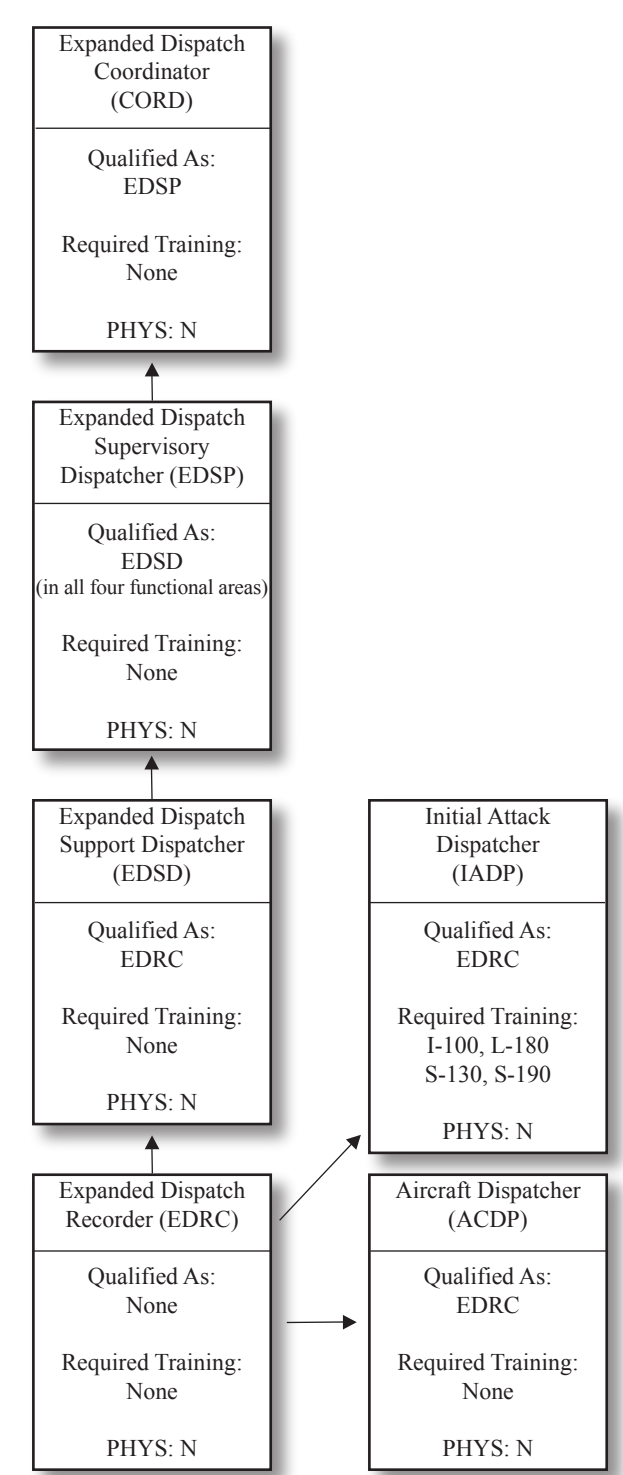 Expanded Dispatch
Coordinator
(CORD)
Qualified As:
EDSP
Required Training:
None
PHYS: N
Expanded Dispatch
Supervisory
Dispatcher (EDSP)
Qualified As:
EDSD
(in all four functional areas)
Required Training:
None
PHYS: N
Expanded Dispatch
Support Dispatcher
(EDSD)
Qualified As:
EDRC
Required Training:
None
PHYS: N
Initial Attack
Dispatcher
(IADP)
Qualified As:
EDRC
Required Training:
I-100, L-180
S-130, S-190
PHYS: N
Expanded Dispatch
Recorder (EDRC)
Qualified As:
None
Required Training:
None
PHYS: N
Aircraft Dispatcher
(ACDP)
Qualified As:
EDRC
Required Training:
None
PHYS: N